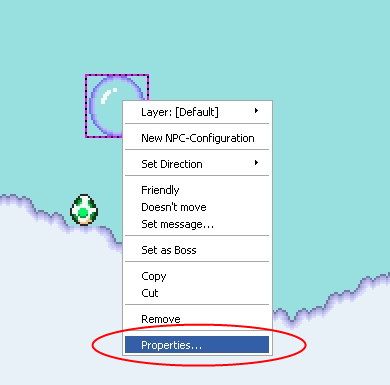 Layer: [Default]
New NPC-Configuration
Set Direction
Friendly
Doesn't move
Set message...
Set as Boss
Copy
Cut
Remove
Properties...